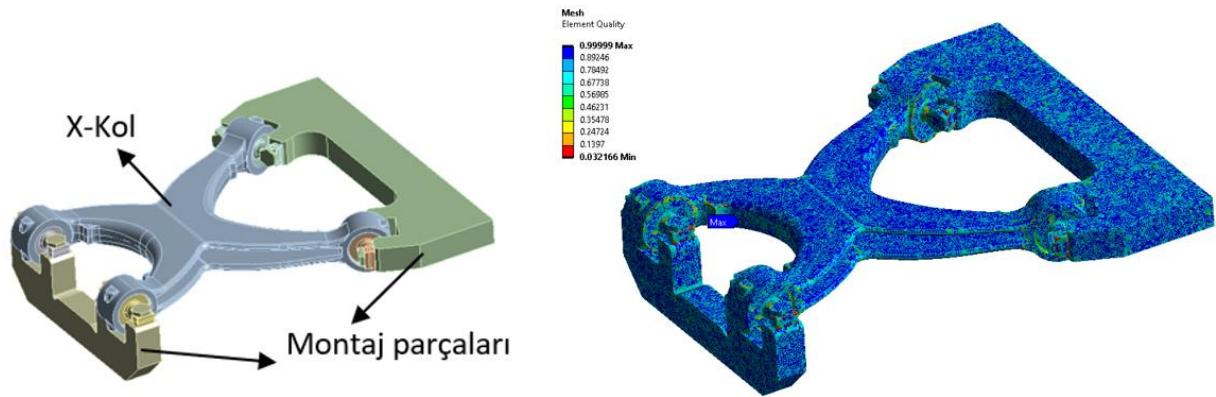 X-Kol
Montaj parçaları
Mesh
Element Quality
0.99999 Max
0.89246
0.78492
0.67738
0.56985
0.46231
0.35478
0.24724
0.1397
0.032166 Min
Max